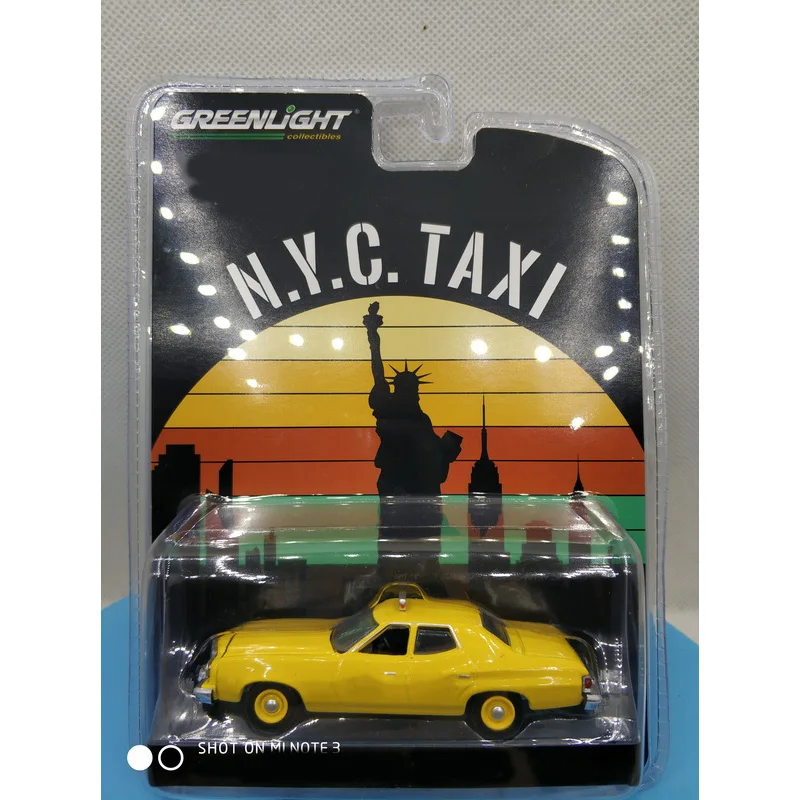 GREENLiGHT
collectibles
N.Y.C. TAXI
SHOT ON MI NOTE 3